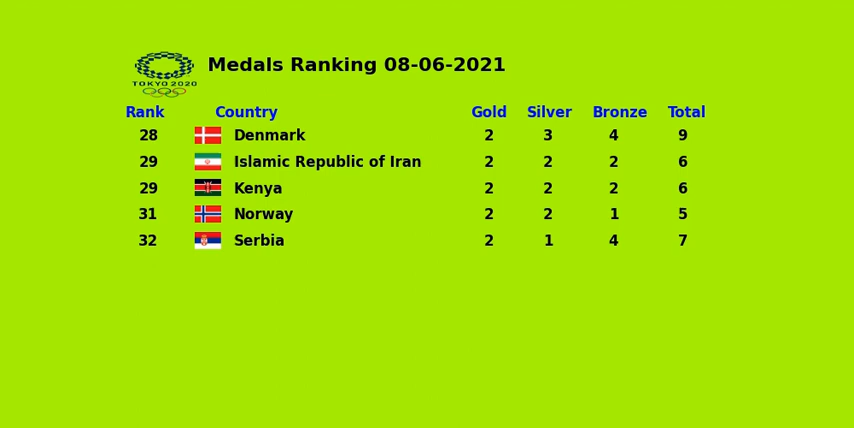 Medals Ranking 08-06-2021
TOKYO 2020
Rank Country Gold Silver Bronze Total
28 Denmark 2 3 4 9
29 Islamic Republic of Iran 2 2 2 6
29 Kenya 2 2 2 6
31 Norway 2 2 1 5
32 Serbia 2 1 4 7